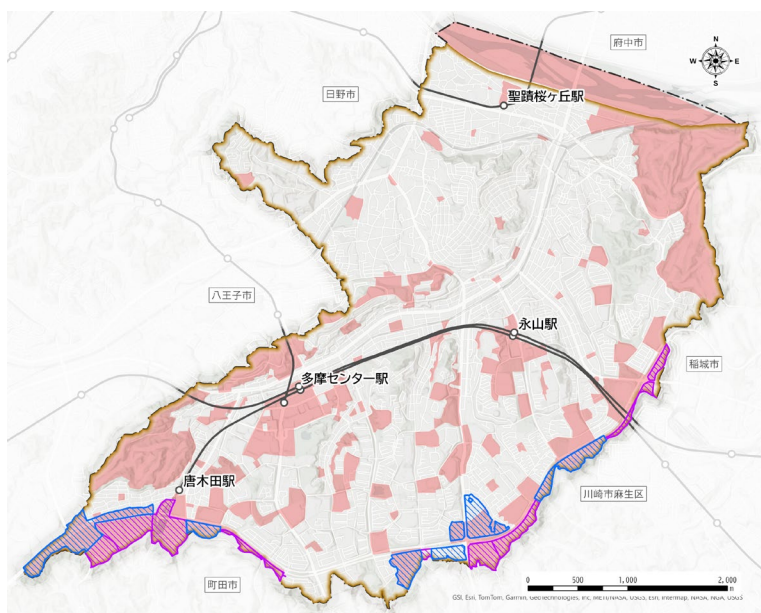 府中市
N
W E
S
聖蹟桜ヶ丘駅
日野市
八王子市
永山駅
稲城市
多摩センター駅
唐木田駅
川崎市麻生区
町田市
0 500 1,000 2,000
m
GSI, Esri, TomTom, Garmin, GeoTechnologies, Inc, METI/NASA, USGS, Esri, Intermap, NASA, NGA, USGS